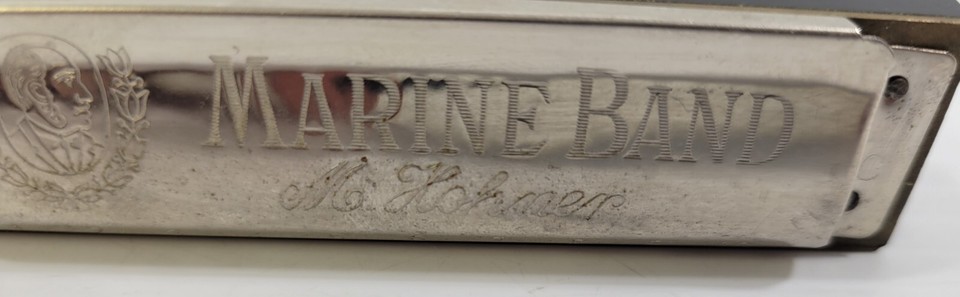 MARINE BAND
M. Hohner
C